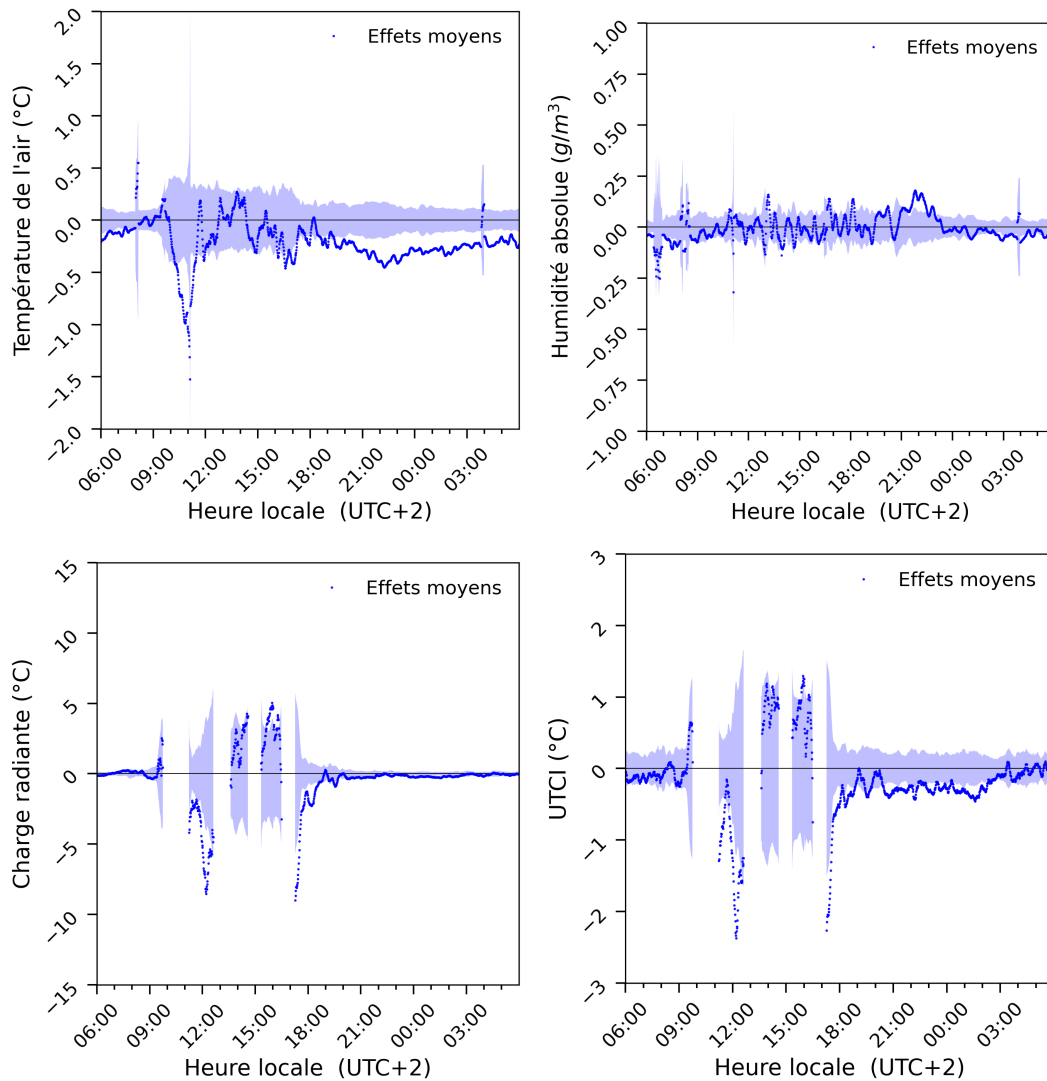 Effets moyens
Température de l'air (°C)
2.0
1.5
1.0
0.5
0.0
−0.5
−1.0
−1.5
−2.0
06:00 09:00 12:00 15:00 18:00 21:00 00:00 03:00
Heure locale (UTC+2)
Effets moyens
Humidité absolue (g/m³)
1.00
0.75
0.50
0.25
0.00
−0.25
−0.50
−0.75
−1.00
06:00 09:00 12:00 15:00 18:00 21:00 00:00 03:00
Heure locale (UTC+2)
Effets moyens
Charge radiante (°C)
15
10
5
0
−5
−10
−15
06:00 09:00 12:00 15:00 18:00 21:00 00:00 03:00
Heure locale (UTC+2)
Effets moyens
UTCI (°C)
3
2
1
0
−1
−2
−3
06:00 09:00 12:00 15:00 18:00 21:00 00:00 03:00
Heure locale (UTC+2)